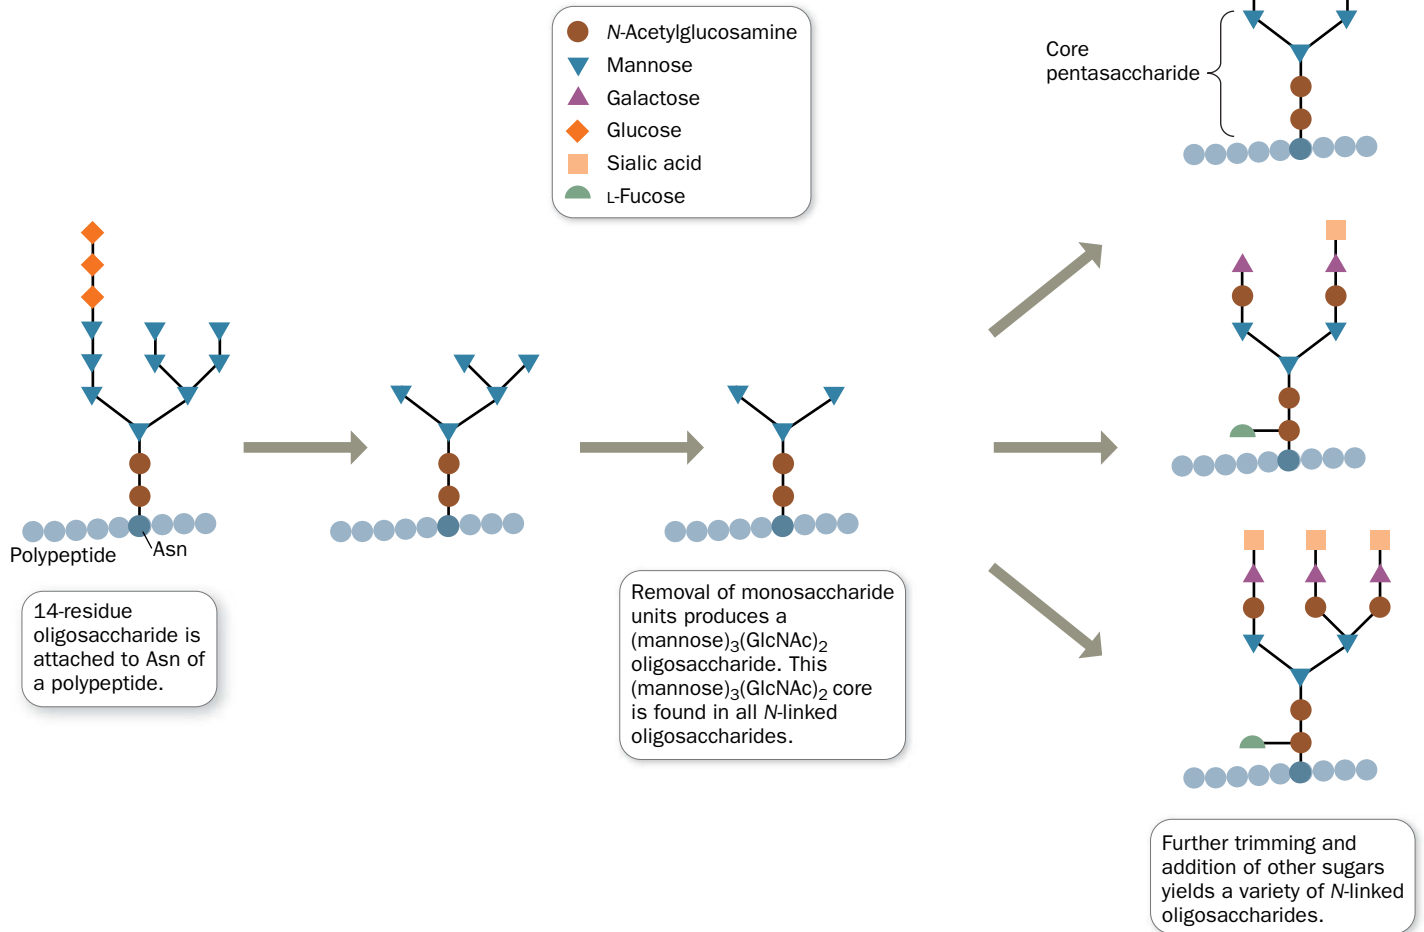 N-Acetylglucosamine
Mannose
Galactose
Glucose
Sialic acid
L-Fucose
Core
pentasaccharide
Polypeptide
Asn
14-residue
oligosaccharide is
attached to Asn of
a polypeptide.
Removal of monosaccharide
units produces a
(mannose)₃(GlcNAc)₂
oligosaccharide. This
(mannose)₃(GlcNAc)₂ core
is found in all N-linked
oligosaccharides.
Further trimming and
addition of other sugars
yields a variety of N-linked
oligosaccharides.